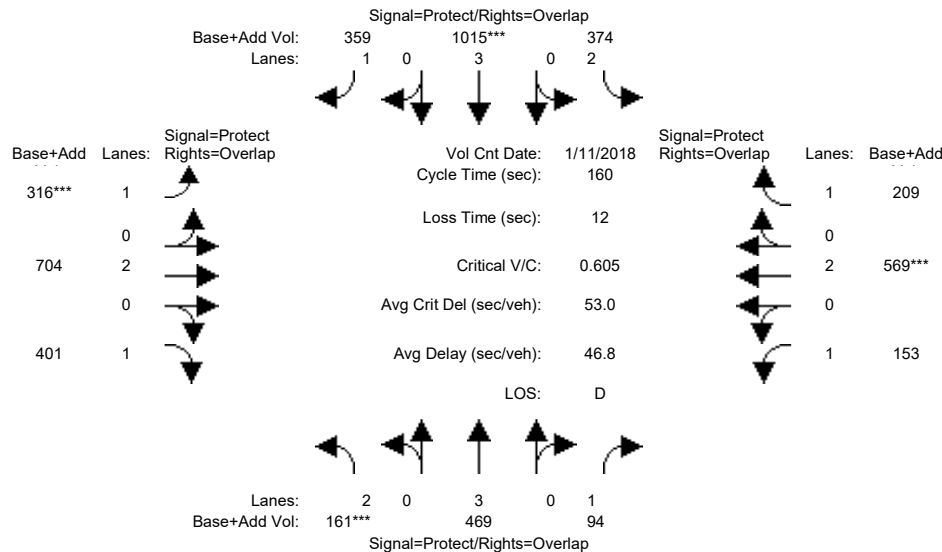 Signal=Protect/Rights=Overlap
Base+Add Vol: 359 1015*** 374
Lanes: 1 0 3 0 2
Signal=Protect
Base+Add Lanes: Rights=Overlap
Vol Cnt Date: 1/11/2018
Signal=Protect
Rights=Overlap Lanes: Base+Add
Cycle Time (sec): 160
316*** 1
1 209
Loss Time (sec): 12
0
0
704 2
Critical V/C: 0.605
2 569***
0
Avg Crit Del (sec/veh): 53.0
0
401 1
Avg Delay (sec/veh): 46.8
1 153
LOS: D
Lanes: 2 0 3 0 1
Base+Add Vol: 161*** 469 94
Signal=Protect/Rights=Overlap